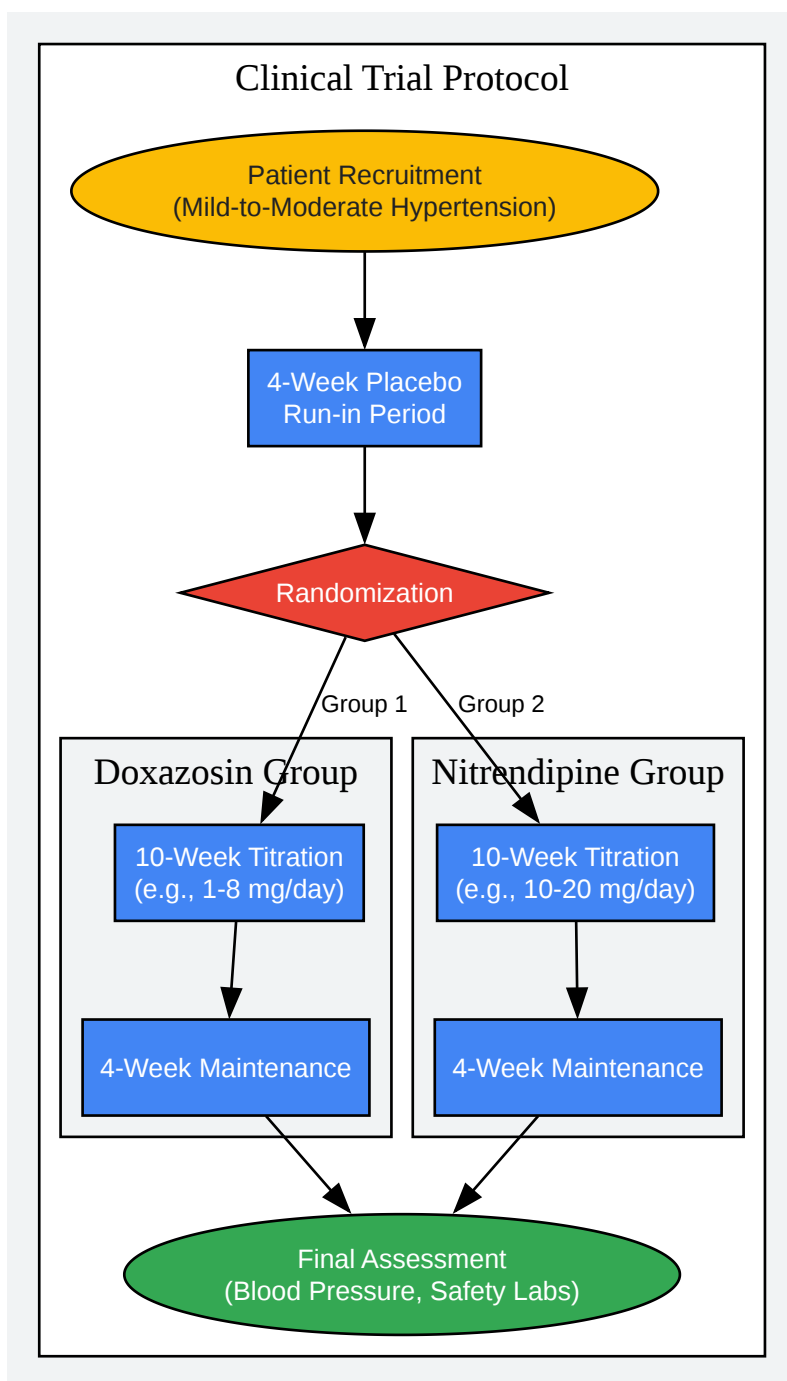 Clinical Trial Protocol
Patient Recruitment
(Mild-to-Moderate Hypertension)
4-Week Placebo
Run-in Period
Randomization
Group 1
Group 2
Doxazosin Group
10-Week Titration
(e.g., 1-8 mg/day)
4-Week Maintenance
Nitrendipine Group
10-Week Titration
(e.g., 10-20 mg/day)
4-Week Maintenance
Final Assessment
(Blood Pressure, Safety Labs)